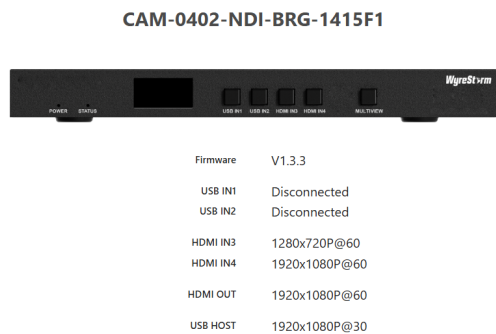 CAM-0402-NDI-BRG-1415F1
WyreStorm
POWER STATUS USB IN1 USB IN2 HDMI IN3 HDMI IN4 MULTIVIEW
Firmware V1.3.3
USB IN1 Disconnected
USB IN2 Disconnected
HDMI IN3 1280x720P@60
HDMI IN4 1920x1080P@60
HDMI OUT 1920x1080P@60
USB HOST 1920x1080P@30